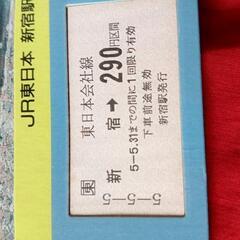 JR東日本 新宿駅
東 東日本会社線
新宿→290円区間
5-5.31までの間に1回限り有効
下車前途無効
新宿駅発行
5-5-5